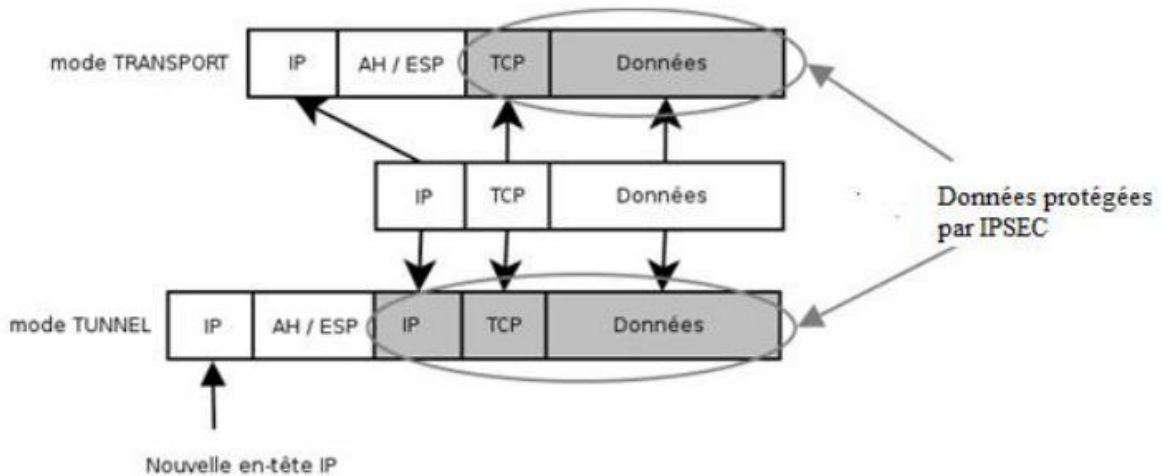 mode TRANSPORT IP AH / ESP TCP Données
IP TCP Données
Données protégées
par IPSEC
mode TUNNEL IP AH / ESP IP TCP Données
Nouvelle en-tête IP